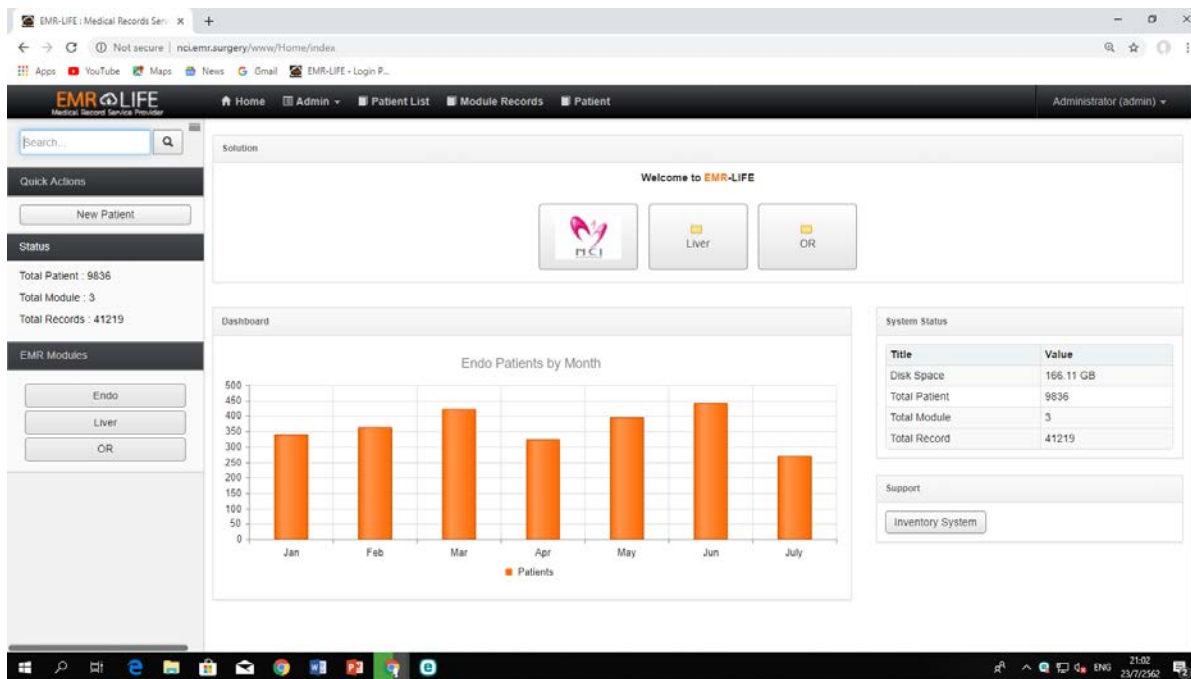 EMR-LIFE : Medical Records Serv
Not secure | nci.emr.surgery/www/Home/index
Apps YouTube Maps News Gmail EMR-LIFE - Login P...
EMR LIFE
Medical Record Service Provider
Home Admin Patient List Module Records Patient Administrator (admin)
Search...
Quick Actions
New Patient
Status
Total Patient : 9836
Total Module : 3
Total Records : 41219
EMR Modules
Endo
Liver
OR
Solution
Welcome to EMR-LIFE
NCI
Liver
OR
Dashboard
Endo Patients by Month
500
450
400
350
300
250
200
150
100
50
0
Jan Feb Mar Apr May Jun July
Patients
System Status
Title Value
Disk Space 166.11 GB
Total Patient 9836
Total Module 3
Total Record 41219
Support
Inventory System
ENG
21:02
23/7/2562